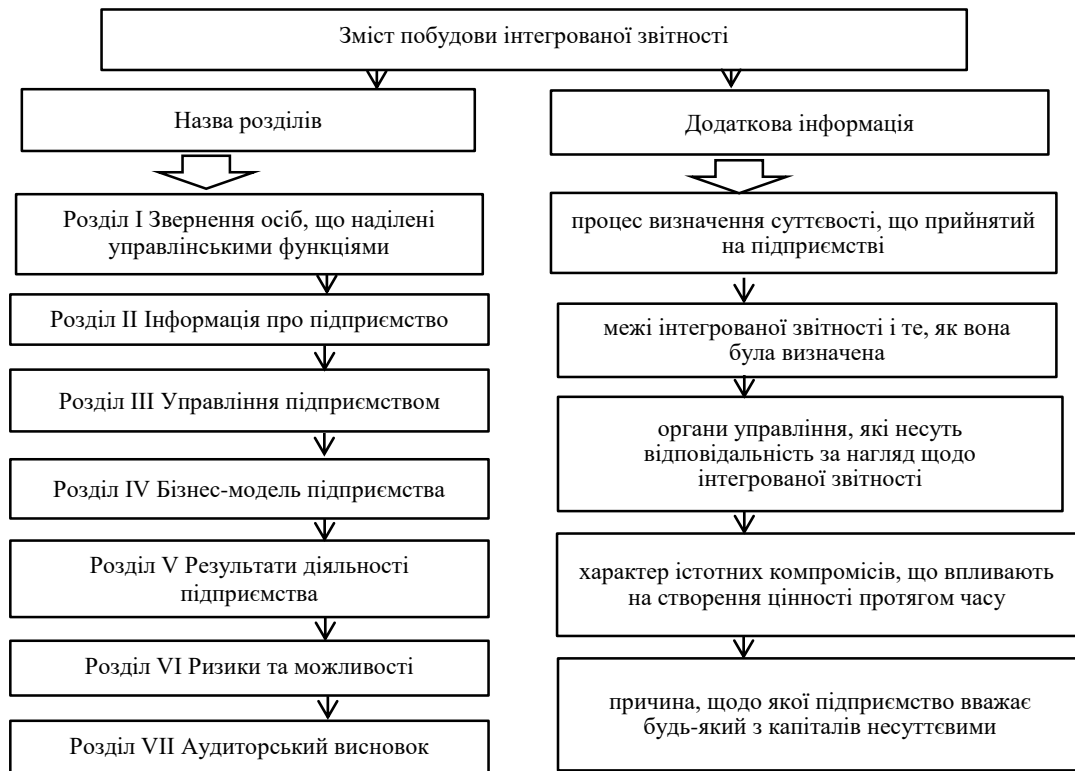 Зміст побудови інтегрованої звітності
Назва розділів
Розділ I Звернення осіб, що наділені
управлінськими функціями
Розділ II Інформація про підприємство
Розділ III Управління підприємством
Розділ IV Бізнес-модель підприємства
Розділ V Результати діяльності
підприємства
Розділ VI Ризики та можливості
Розділ VII Аудиторський висновок
Додаткова інформація
процес визначення суттєвості, що прийнятий
на підприємстві
межі інтегрованої звітності і те, як вона
була визначена
органи управління, які несуть
відповідальність за нагляд щодо
інтегрованої звітності
характер істотних компромісів, що впливають
на створення цінності протягом часу
причина, щодо якої підприємство вважає
будь-який з капіталів несуттєвими